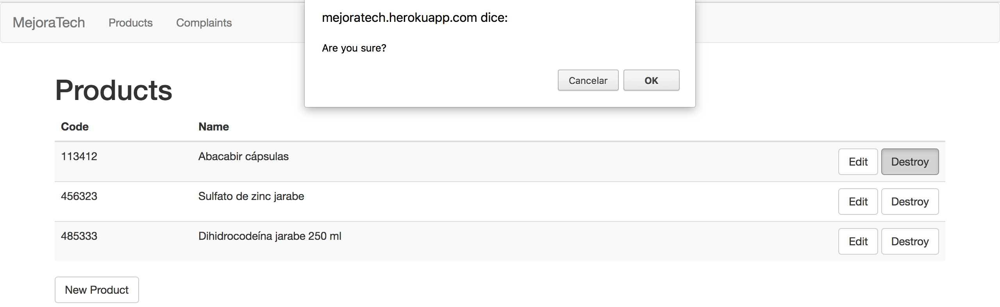 MejoraTech Products Complaints
mejoratech.herokuapp.com dice:
Are you sure?
Cancelar OK
Products
Code Name
113412 Abacabir cápsulas Edit Destroy
456323 Sulfato de zinc jarabe Edit Destroy
485333 Dihidrocodeína jarabe 250 ml Edit Destroy
New Product